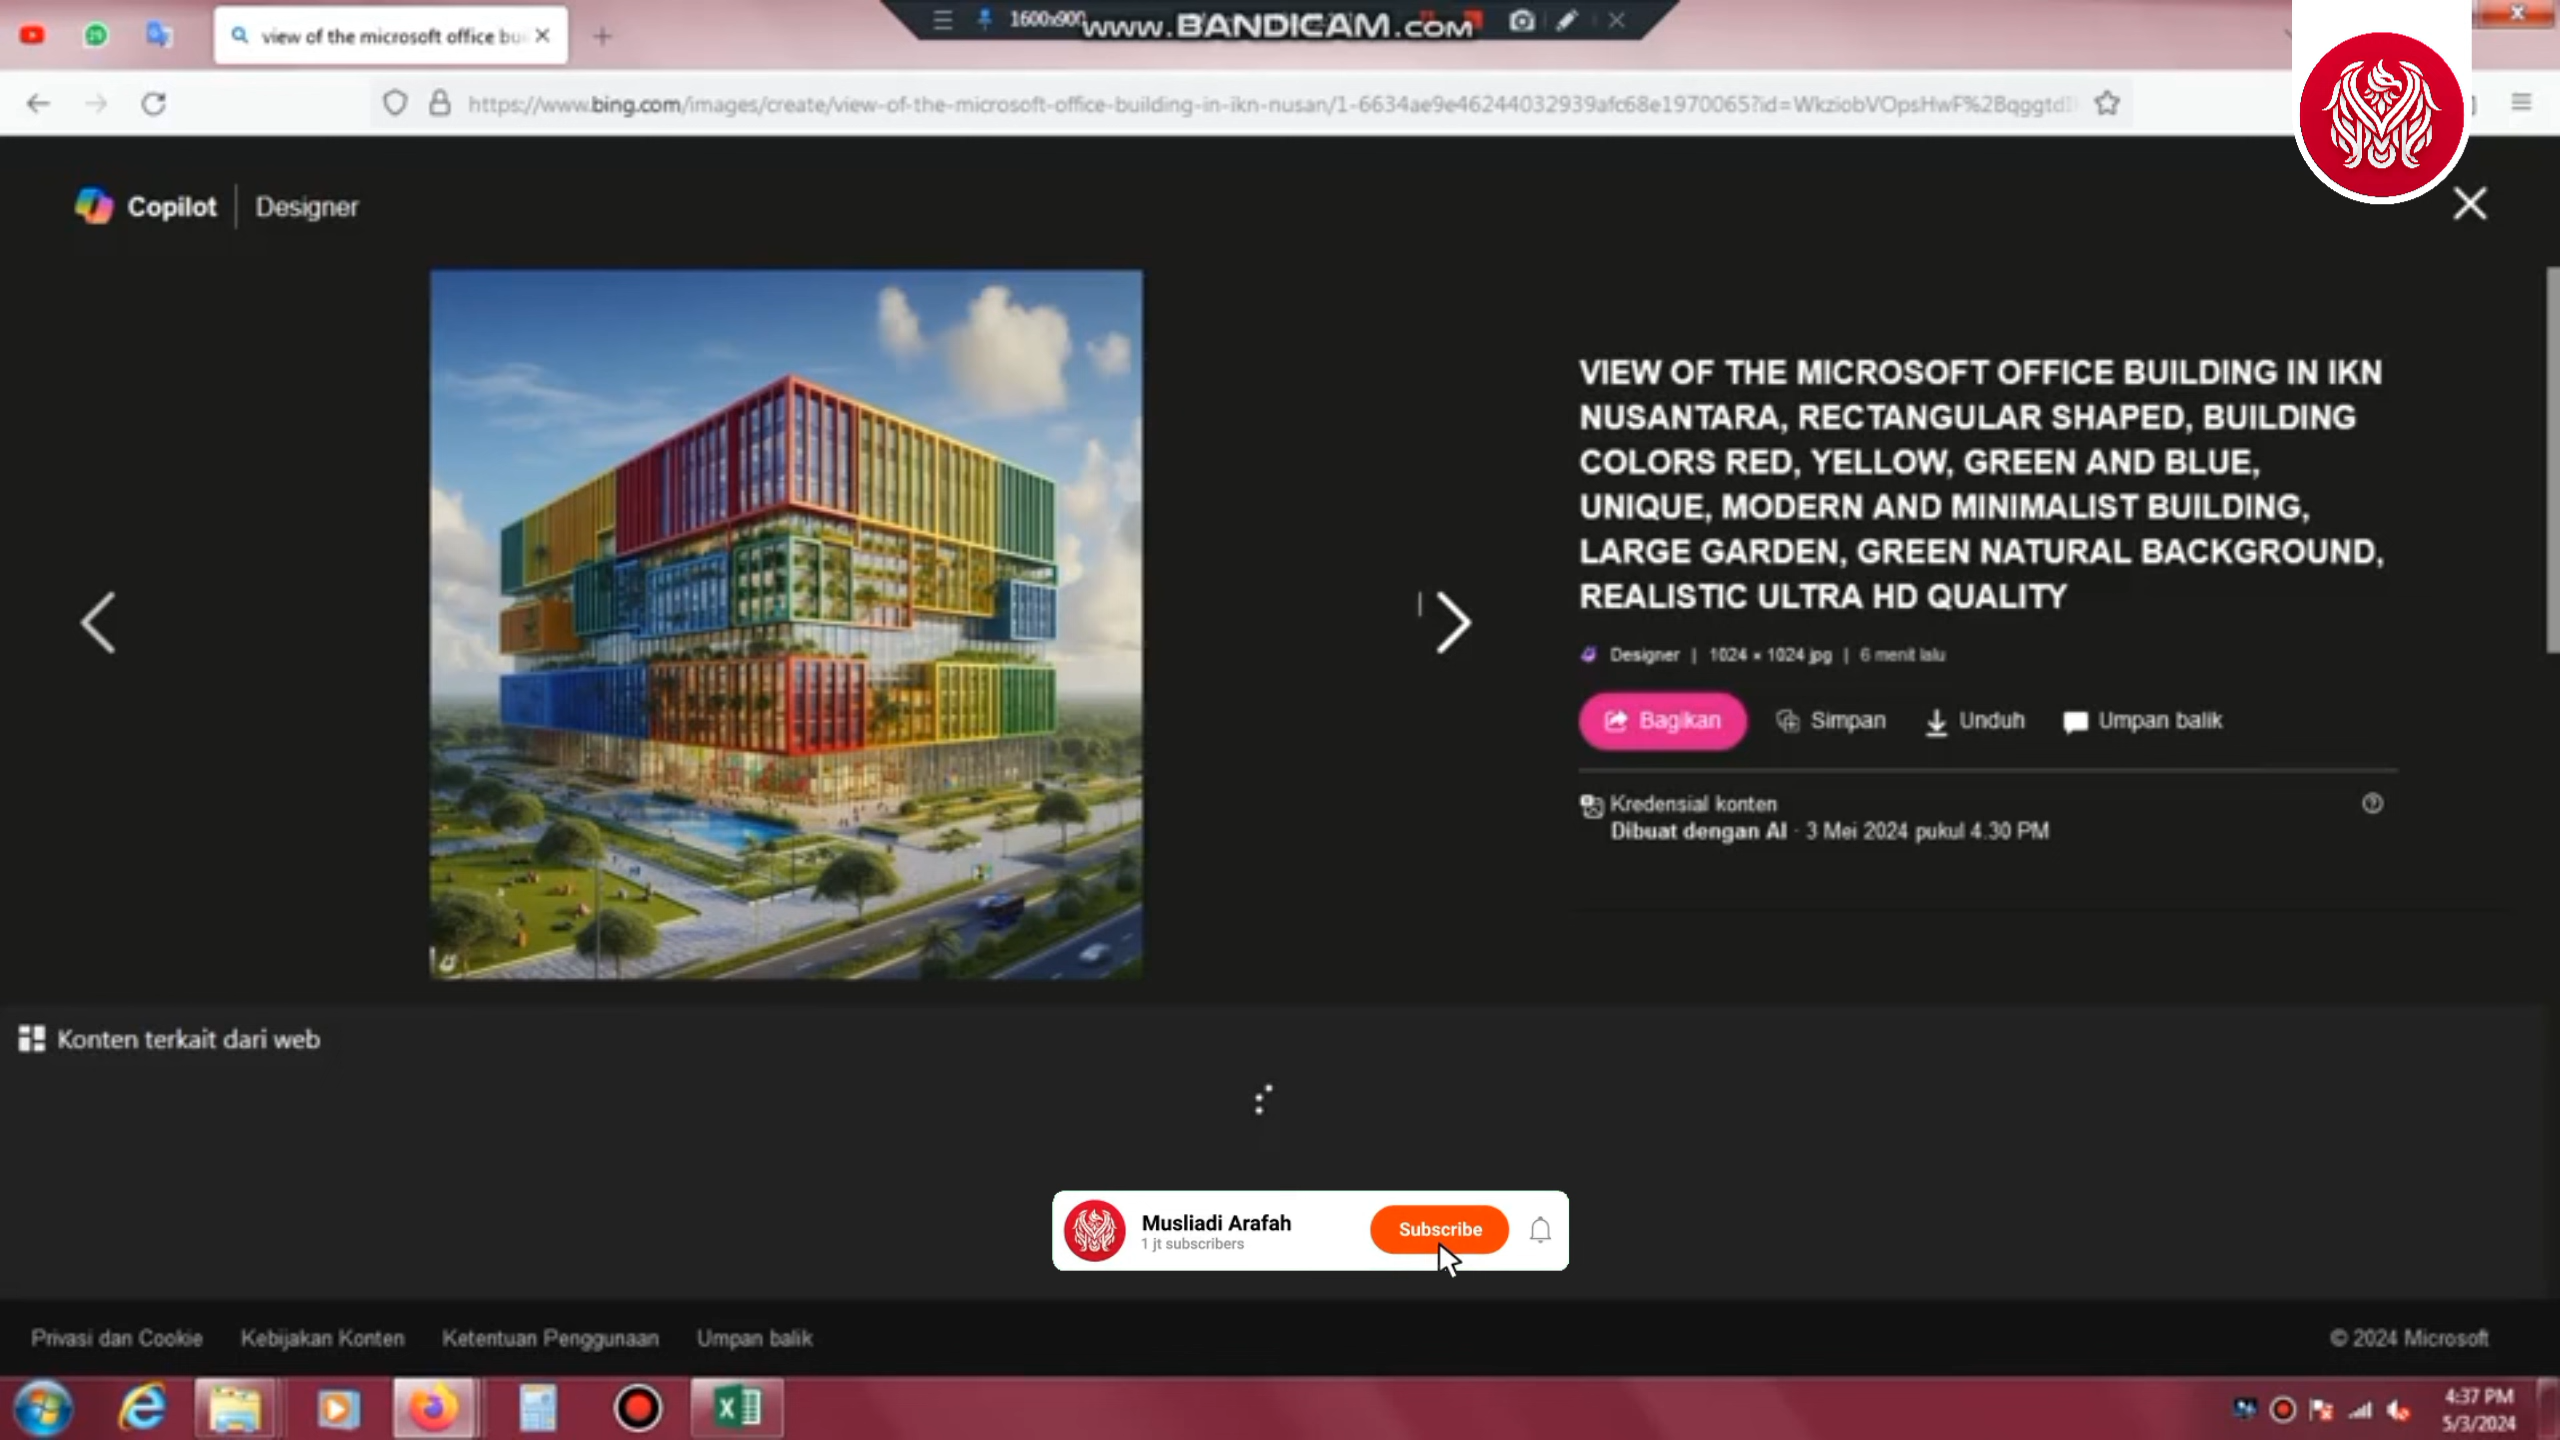 view of the microsoft office bu
1600x900
www.BANDICAM.com
https://www.bing.com/images/create/view-of-the-microsoft-office-building-in-ikn-nusan/1-6634ae9e46244032939afc68e1970065?id=WkziobVOpsHwF%2Bqggtd
Copilot | Designer
VIEW OF THE MICROSOFT OFFICE BUILDING IN IKN
NUSANTARA, RECTANGULAR SHAPED, BUILDING
COLORS RED, YELLOW, GREEN AND BLUE,
UNIQUE, MODERN AND MINIMALIST BUILDING,
LARGE GARDEN, GREEN NATURAL BACKGROUND,
REALISTIC ULTRA HD QUALITY
Designer | 1024 × 1024 jpg | 6 menit lalu
Bagikan Simpan Unduh Umpan balik
Kredensial konten
Dibuat dengan AI · 3 Mei 2024 pukul 4.30 PM
Konten terkait dari web
Musliadi Arafah
1 jt subscribers
Subscribe
Privasi dan Cookie Kebijakan Konten Ketentuan Penggunaan Umpan balik
© 2024 Microsoft
4:37 PM
5/3/2024